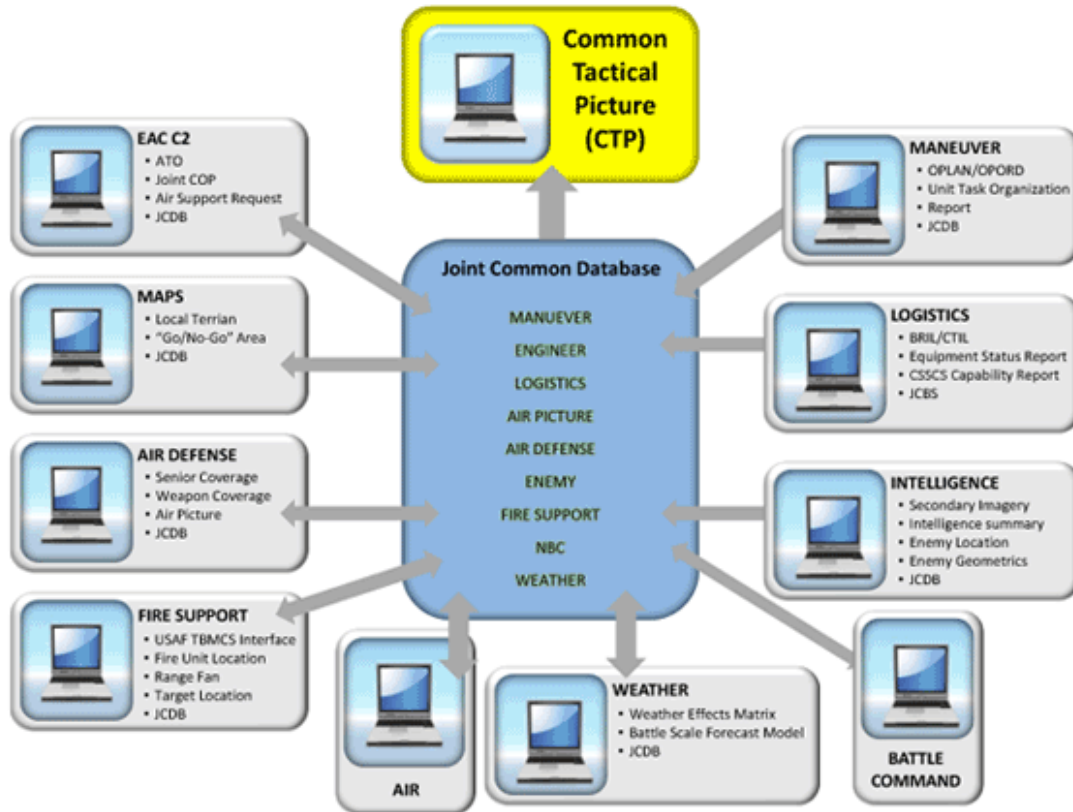 Common
Tactical
Picture
(CTP)
EAC C2
▪ ATO
▪ Joint COP
▪ Air Support Request
▪ JCDB
MAPS
▪ Local Terrian
▪ “Go/No-Go” Area
▪ JCDB
AIR DEFENSE
▪ Senior Coverage
▪ Weapon Coverage
▪ Air Picture
▪ JCDB
FIRE SUPPORT
▪ USAF TBMCS Interface
▪ Fire Unit Location
▪ Range Fan
▪ Target Location
▪ JCDB
Joint Common Database
MANUEVER
ENGINEER
LOGISTICS
AIR PICTURE
AIR DEFENSE
ENEMY
FIRE SUPPORT
NBC
WEATHER
MANEUVER
▪ OPLAN/OPORD
▪ Unit Task Organization
▪ Report
▪ JCDB
LOGISTICS
▪ BRIL/CTIL
▪ Equipment Status Report
▪ CSSCS Capability Report
▪ JCBS
INTELLIGENCE
▪ Secondary Imagery
▪ Intelligence summary
▪ Enemy Location
▪ Enemy Geometrics
▪ JCDB
AIR
WEATHER
▪ Weather Effects Matrix
▪ Battle Scale Forecast Model
▪ JCDB
BATTLE
COMMAND